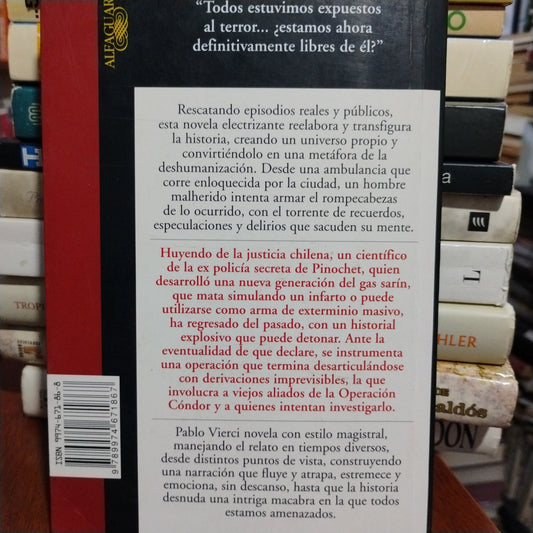 ALFAGUARA
“Todos estuvimos expuestos
al terror... ¿estamos ahora
definitivamente libres de él?”
Rescatando episodios reales y públicos,
esta novela electrizante reelabora y transfigura
la historia, creando un universo propio y
convirtiéndolo en una metáfora de la
deshumanización. Desde una ambulancia que
corre enloquecida por la ciudad, un hombre
malherido intenta armar el rompecabezas
de lo ocurrido, con el torrente de recuerdos,
especulaciones y delirios que sacuden su mente.
Huyendo de la justicia chilena, un científico
de la ex policía secreta de Pinochet, quien
desarrolló una nueva generación del gas sarín,
que mata simulando un infarto o puede
utilizarse como arma de exterminio masivo,
ha regresado del pasado, con un historial
explosivo que puede detonar. Ante la
eventualidad de que declare, se instrumenta
una operación que termina desarticulándose
con derivaciones imprevisibles, la que
involucra a viejos aliados de la Operación
Cóndor y a quienes intentan investigarlo.
Pablo Vierci novela con estilo magistral,
manejando el relato en tiempos diversos,
desde distintos puntos de vista, construyendo
una narración que fluye y atrapa, estremece y
emociona, sin descanso, hasta que la historia
desnuda una intriga macabra en la que todos
estamos amenazados.
ISBN 9974-671-86-8
9 789974 671867